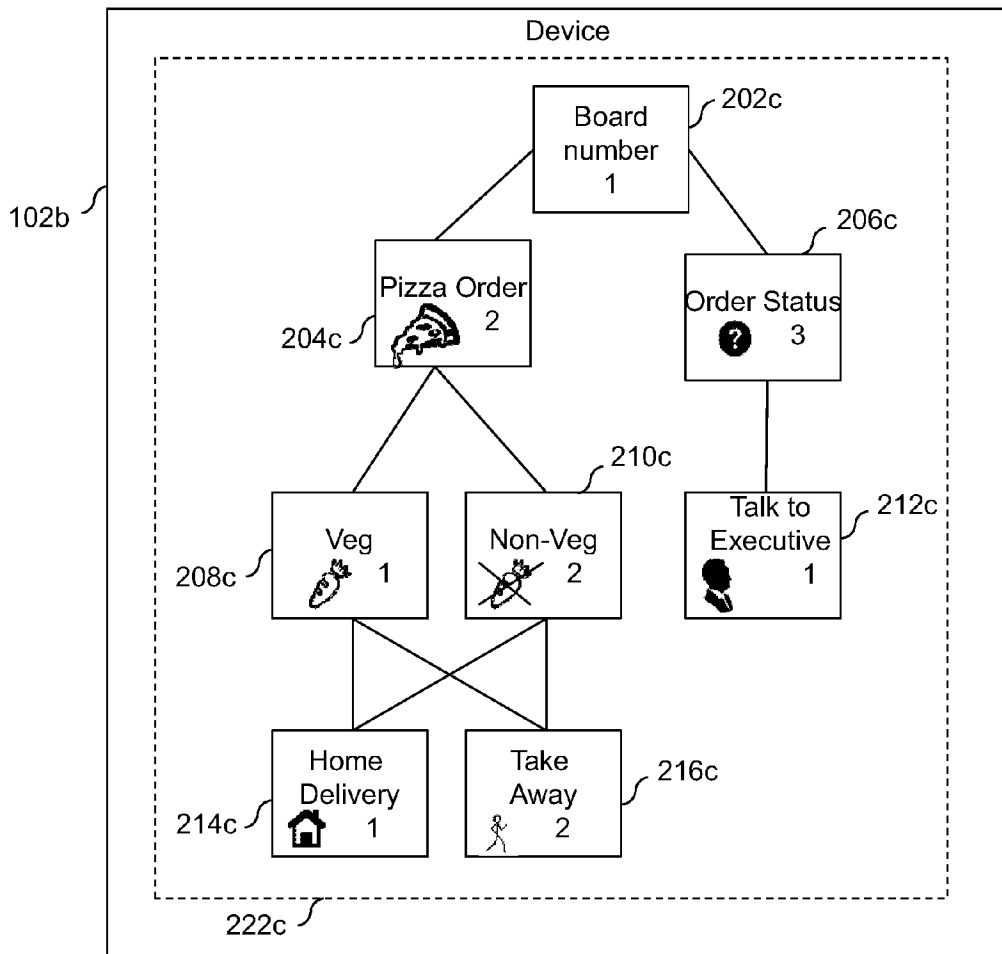 Device
Board
number
1
202c
102b
206c
Pizza Order
2
204c
Order Status
?
3
210c
Veg
1
208c
Non-Veg
2
Talk to
Executive
1
212c
Home
Delivery
1
214c
Take
Away
2
216c
222c